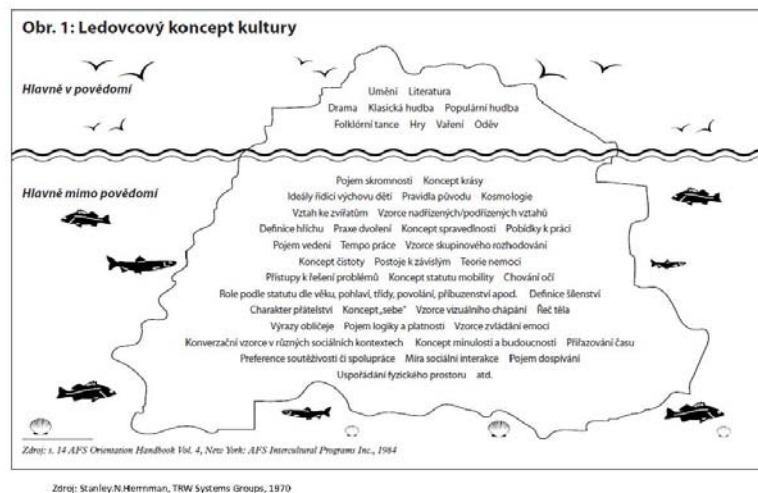 Obr. 1: Ledovcový koncept kultury
Hlavně v povědomí
Umění Literatura
Drama Klasická hudba Populární hudba
Folklórní tance Hry Vaření Oděv
Hlavně mimo povědomí
Pojem skromnosti Koncept krásy
Ideály řídící výchovu dětí Pravidla původu Kosmologie
Vztah ke zvířatům Vzorce nadřízených/podřízených vztahů
Definice hříchu Praxe dvoření Koncept spravedlnosti Pobídky k práci
Pojem vedení Tempo práce Vzorce skupinového rozhodování
Koncept čistoty Postoje k závislým Teorie nemoci
Přístupy k řešení problémů Koncept statutu mobility Chování očí
Role podle statutu dle věku, pohlaví, třídy, povolání, příbuzenství apod. Definice šílenství
Charakter přátelství Koncept „sebe“ Vzorce vizuálního chápání Řeč těla
Výrazy obličeje Pojem logiky a platnosti Vzorce zvládání emocí
Konverzační vzorce v různých sociálních kontextech Koncept minulosti a budoucnosti Přiřazování času
Preference soutěživosti či spolupráce Míra sociální interakce Pojem dospívání
Uspořádání fyzického prostoru atd.
Zdroj: s. 14 AFS Orientation Handbook Vol. 4, New York: AFS Intercultural Programs Inc., 1984
Zdroj: Stanley.N.Herrnman, TRW Systems Groups, 1970